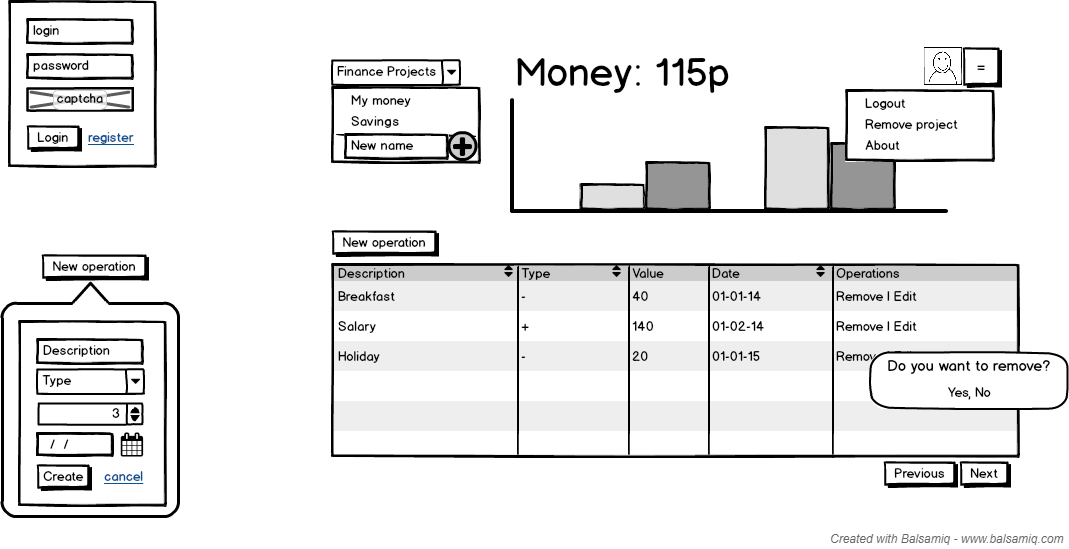 login
password
captcha
Login register
Finance Projects
My money
Savings
New name
Money: 115p
=
Logout
Remove project
About
New operation
Description Type Value Date Operations
Breakfast - 40 01-01-14 Remove | Edit
Salary + 140 01-02-14 Remove | Edit
Holiday - 20 01-01-15 Remov
Do you want to remove?
Yes, No
Previous Next
New operation
Description
Type
3
/ /
Create cancel
Created with Balsamiq - www.balsamiq.com